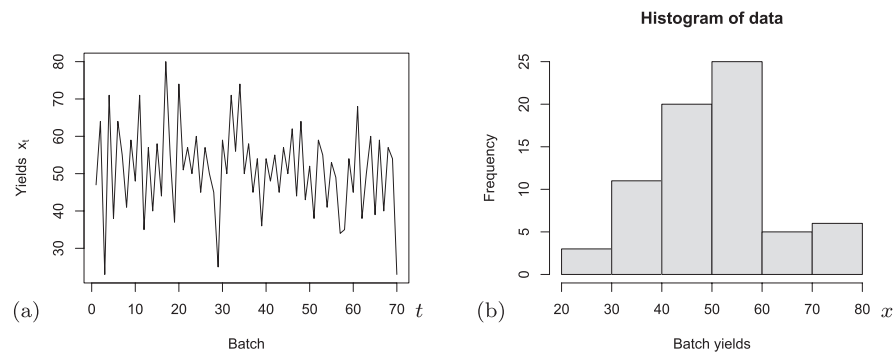 Histogram of data
Yields xt
80
70
60
50
40
30
0 10 20 30 40 50 60 70
t
Batch
(a)
Frequency
25
20
15
10
5
0
20 30 40 50 60 70 80
x
Batch yields
(b)